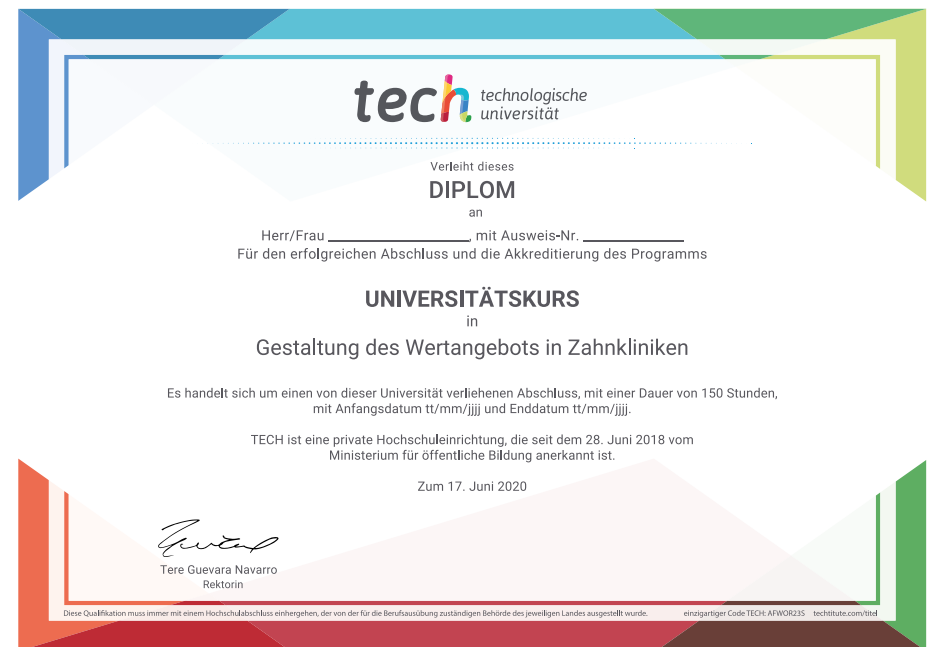 tech technologische
universität
Verleiht dieses
DIPLOM
an
Herr/Frau ____________________, mit Ausweis-Nr. ______________
Für den erfolgreichen Abschluss und die Akkreditierung des Programms
UNIVERSITÄTSKURS
in
Gestaltung des Wertangebots in Zahnkliniken
Es handelt sich um einen von dieser Universität verliehenen Abschluss, mit einer Dauer von 150 Stunden,
mit Anfangsdatum tt/mm/jjjj und Enddatum tt/mm/jjjj.
TECH ist eine private Hochschuleinrichtung, die seit dem 28. Juni 2018 vom
Ministerium für öffentliche Bildung anerkannt ist.
Zum 17. Juni 2020
Tere Guevara Navarro
Rektorin
Diese Qualifikation muss immer mit einem Hochschulabschluss einhergehen, der von der für die Berufsausübung zuständigen Behörde des jeweiligen Landes ausgestellt wurde. einzigartiger Code TECH: AFWOR23S techtitute.com/titel